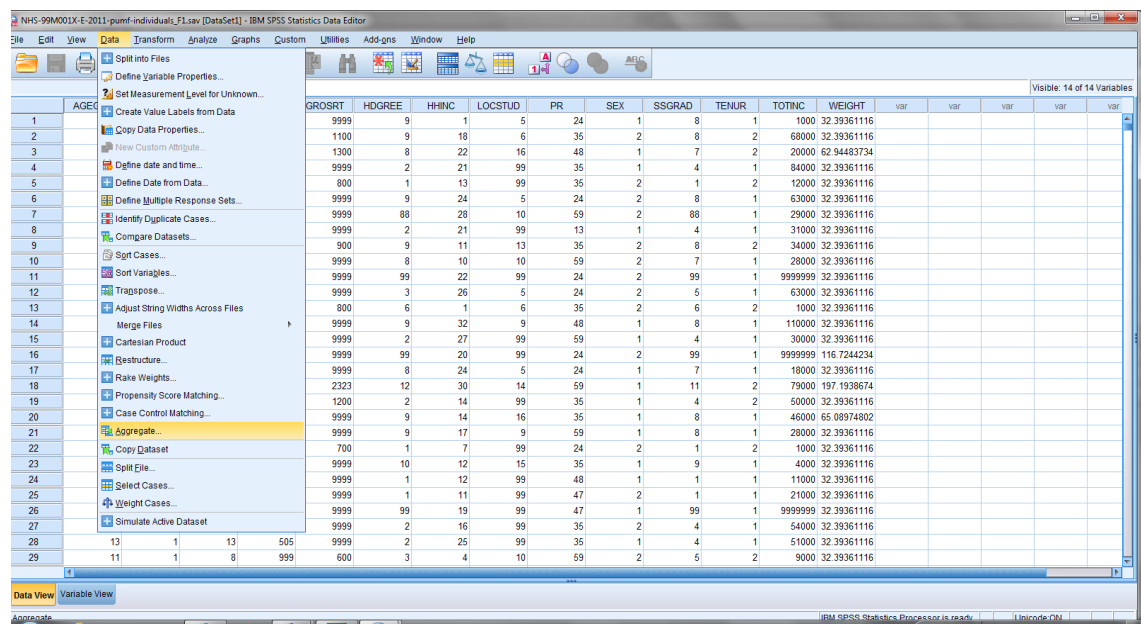 NHS-99M001X-E-2011-pumf-individuals_F1.sav [DataSet1] - IBM SPSS Statistics Data Editor
File Edit View Data Transform Analyze Graphs Custom Utilities Add-ons Window Help
Visible: 14 of 14 Variables
Split into Files
Define Variable Properties...
Set Measurement Level for Unknown...
Create Value Labels from Data
Copy Data Properties...
New Custom Attribute...
Define date and time...
Define Date from Data...
Define Multiple Response Sets...
Identify Duplicate Cases...
Compare Datasets...
Sort Cases...
Sort Variables...
Transpose...
Adjust String Widths Across Files
Merge Files
Cartesian Product
Restructure...
Rake Weights...
Propensity Score Matching...
Case Control Matching...
Aggregate...
Copy Dataset
Split File...
Select Cases...
Weight Cases...
Simulate Active Dataset
GROSRT HDGREE HHINC LOCSTUD PR SEX SSGRAD TENUR TOTINC WEIGHT var var var var
1 9999 9 1 5 24 1 8 1 1000 32.39361116
2 1100 9 18 6 35 2 8 2 68000 32.39361116
3 1300 8 22 16 48 1 7 2 20000 62.94483734
4 9999 2 21 99 35 1 4 1 84000 32.39361116
5 800 1 13 99 35 2 1 2 12000 32.39361116
6 9999 9 24 5 24 2 8 1 63000 32.39361116
7 9999 88 28 10 59 2 88 1 29000 32.39361116
8 9999 2 21 99 13 1 4 1 31000 32.39361116
9 900 9 11 13 35 2 8 2 34000 32.39361116
10 9999 8 10 10 59 2 7 1 28000 32.39361116
11 9999 99 22 99 24 2 99 1 9999999 32.39361116
12 9999 3 26 5 24 2 5 1 63000 32.39361116
13 800 6 1 6 35 2 6 2 1000 32.39361116
14 9999 9 32 9 48 1 8 1 110000 32.39361116
15 9999 2 27 99 59 1 4 1 30000 32.39361116
16 9999 99 20 99 24 2 99 1 9999999 116.7244234
17 9999 8 24 5 24 1 7 1 18000 32.39361116
18 2323 12 30 14 59 1 11 2 79000 197.1938674
19 1200 2 14 99 35 1 4 2 50000 32.39361116
20 9999 9 14 16 35 1 8 1 46000 65.08974802
21 9999 9 17 9 59 1 8 1 28000 32.39361116
22 700 1 7 99 24 2 1 2 1000 32.39361116
23 9999 10 12 15 35 1 9 1 4000 32.39361116
24 9999 1 12 99 48 1 1 1 11000 32.39361116
25 9999 1 11 99 47 2 1 1 21000 32.39361116
26 9999 99 19 99 47 1 99 1 9999999 32.39361116
27 9999 2 16 99 35 2 4 1 54000 32.39361116
28 13 1 13 505 9999 2 25 99 35 1 4 1 51000 32.39361116
29 11 1 8 999 600 3 4 10 59 2 5 2 9000 32.39361116
Data View Variable View
Aggregate IBM SPSS Statistics Processor is ready Unicode:ON